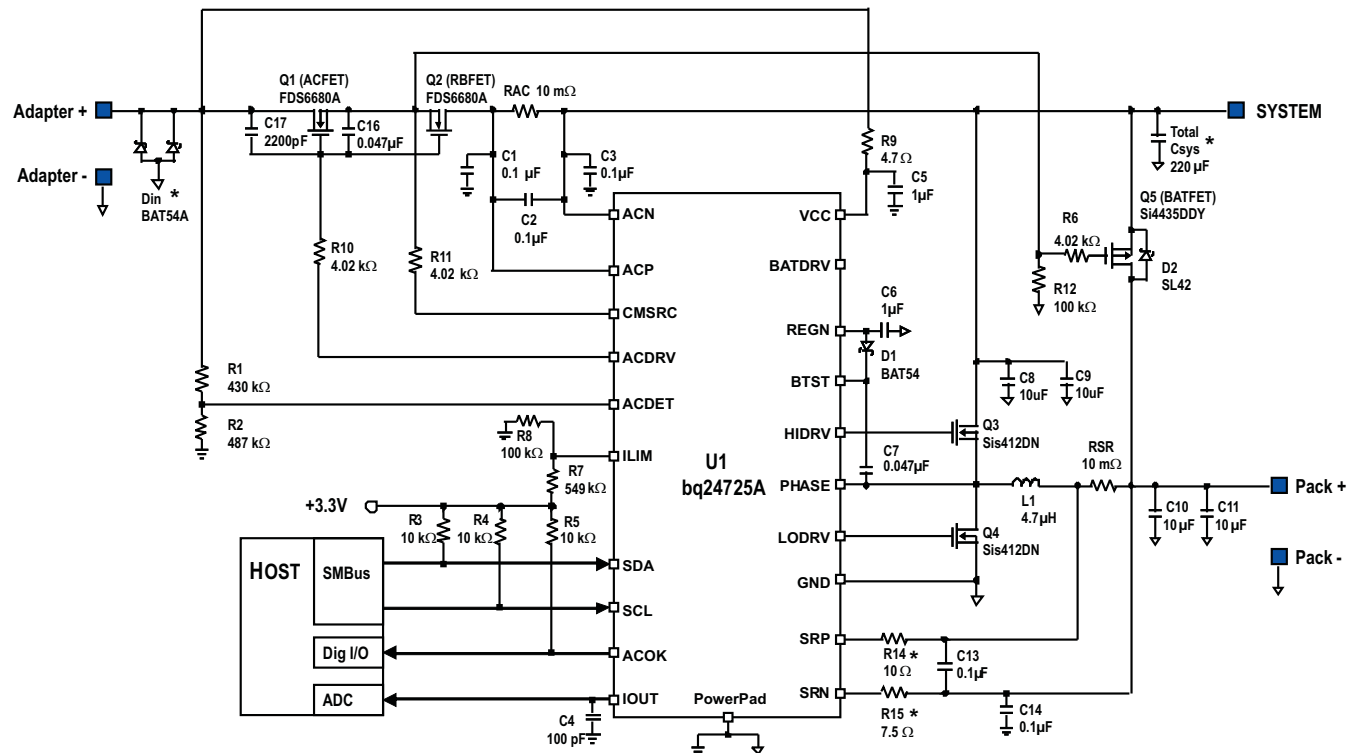 Q1 (ACFET)
FDS6680A
Q2 (RBFET)
FDS6680A
RAC 10 mΩ
Adapter +
SYSTEM
C17
2200pF
C16
0.047µF
Total
Csys *
220 µF
R9
4.7 Ω
C1
0.1 µF
C3
0.1µF
C5
1µF
Adapter -
Din *
BAT54A
C2
0.1µF
Q5 (BATFET)
Si4435DDY
R6
4.02 kΩ
D2
SL42
R12
100 kΩ
R10
4.02 kΩ
R11
4.02 kΩ
ACN
VCC
ACP
BATDRV
CMSRC
REGN
C6
1µF
D1
BAT54
ACDRV
BTST
R1
430 kΩ
R2
487 kΩ
ACDET
HIDRV
C8
10uF
C9
10uF
Q3
Sis412DN
R8
100 kΩ
ILIM
R7
549 kΩ
U1
bq24725A
C7
0.047µF
PHASE
L1
4.7µH
RSR
10 mΩ
Pack +
C10
10 µF
C11
10 µF
+3.3V
R3
10 kΩ
R4
10 kΩ
R5
10 kΩ
LODRV
Q4
Sis412DN
Pack -
HOST
SMBus
SDA
GND
SCL
SRP
R14 *
10 Ω
C13
0.1µF
Dig I/O
ACOK
ADC
IOUT
PowerPad
SRN
R15 *
7.5 Ω
C14
0.1µF
C4
100 pF